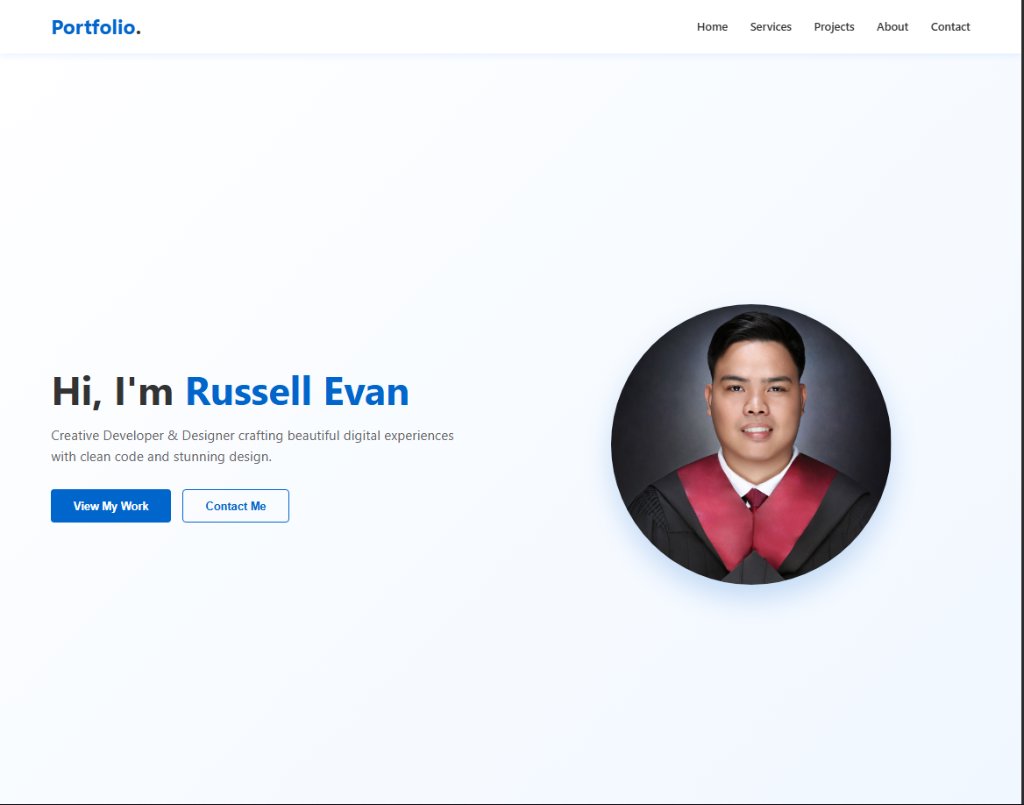 Portfolio.
Home Services Projects About Contact
Hi, I'm Russell Evan
Creative Developer & Designer crafting beautiful digital experiences
with clean code and stunning design.
View My Work Contact Me